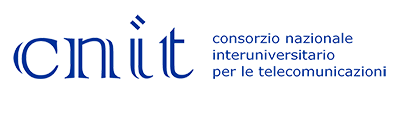 cnit
consorzio nazionale
interuniversitario
per le telecomunicazioni